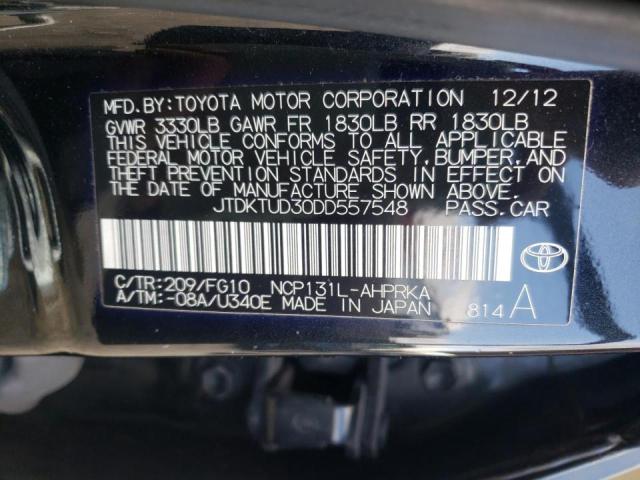 MFD.BY:TOYOTA MOTOR CORPORATION 12/12
GVWR 3330LB GAWR FR 1830LB RR 1830LB
THIS VEHICLE CONFORMS TO ALL APPLICABLE
FEDERAL MOTOR VEHICLE SAFETY,BUMPER,AND
THEFT PREVENTION STANDARDS IN EFFECT ON
THE DATE OF MANUFACTURE SHOWN ABOVE.
JTDKTUD30DD557548 PASS.CAR
C/TR:209/FG10 NCP131L-AHPRKA
A/TM:-08A/U340E MADE IN JAPAN 814A